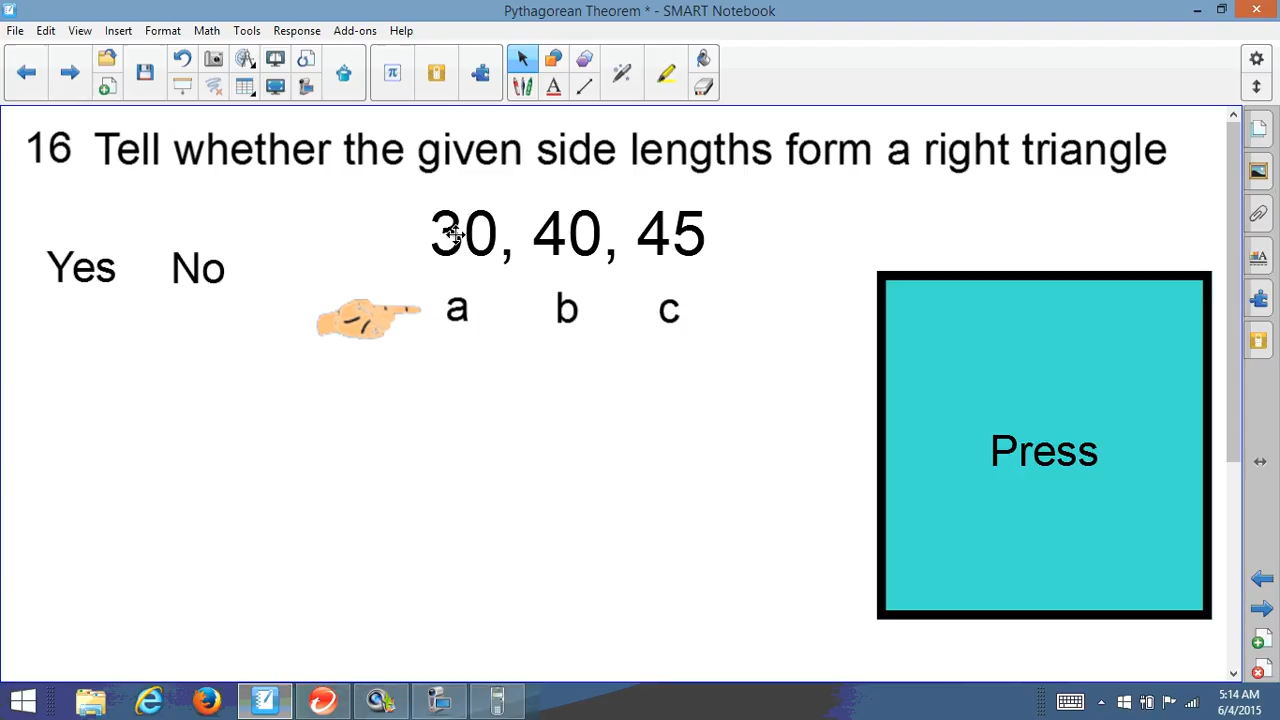 Pythagorean Theorem * - SMART Notebook
File Edit View Insert Format Math Tools Response Add-ons Help
16 Tell whether the given side lengths form a right triangle
30, 40, 45
Yes No
a b c
Press
5:14 AM
6/4/2015